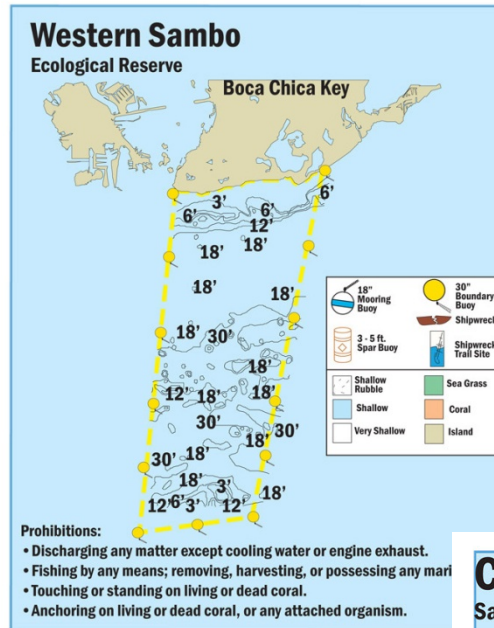 Western Sambo
Ecological Reserve
Boca Chica Key
3’
6’
6’
6’
12’
18’
18’
18’
18’
18’
30’
18’
12’
18’
18’
30’
30’
18’
18’
30’
18’
3’
18’
12’
6’
3’
12’
18"
Mooring
Buoy
30"
Boundary
Buoy
Shipwreck
3 - 5 ft.
Spar Buoy
Shipwreck
Trail Site
Shallow
Rubble
Sea Grass
Shallow
Coral
Very Shallow
Island
Prohibitions:
• Discharging any matter except cooling water or engine exhaust.
• Fishing by any means; removing, harvesting, or possessing any mari
• Touching or standing on living or dead coral.
• Anchoring on living or dead coral, or any attached organism.